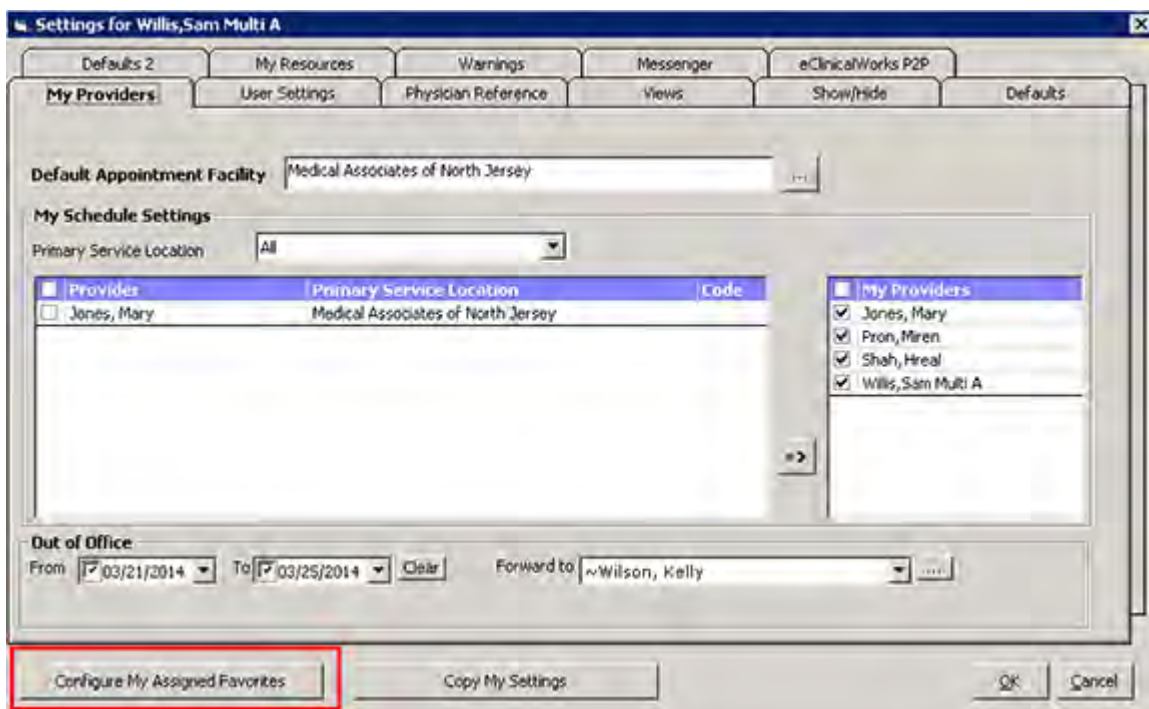 Settings for Willis,Sam Multi A
Defaults 2 My Resources Warnings Messenger eClinicalWorks P2P
My Providers User Settings Physician Reference Views Show/Hide Defaults
Default Appointment Facility Medical Associates of North Jersey ...
My Schedule Settings
Primary Service Location All
Provider Primary Service Location Code My Providers
Jones, Mary Medical Associates of North Jersey Jones, Mary
Pron, Miren
Shah, Hreal
Willis,Sam Multi A
=>
Out of Office
From 03/21/2014 To 03/25/2014 Clear Forward to ~Wilson, Kelly ....
Configure My Assigned Favorites Copy My Settings OK Cancel